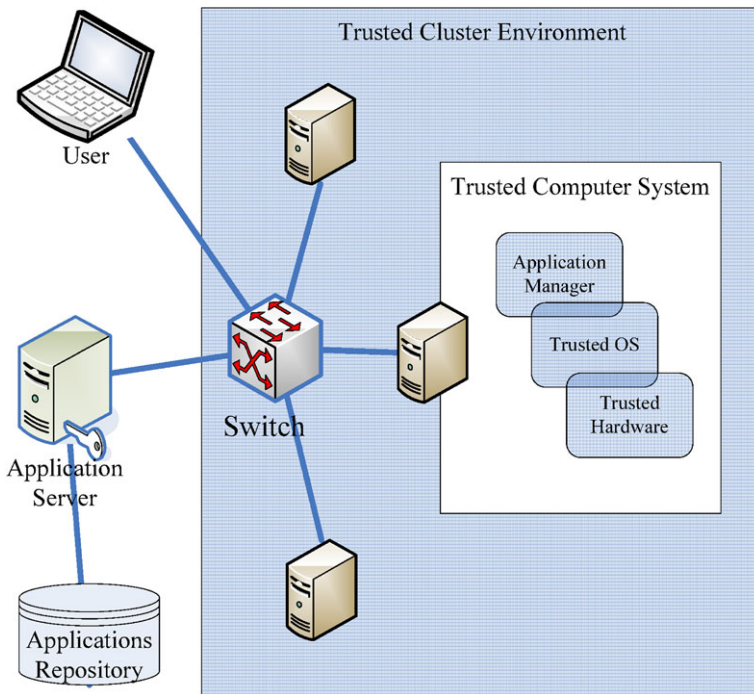 Trusted Cluster Environment
User
Trusted Computer System
Application
Manager
Trusted OS
Trusted
Hardware
Switch
Application
Server
Applications
Repository